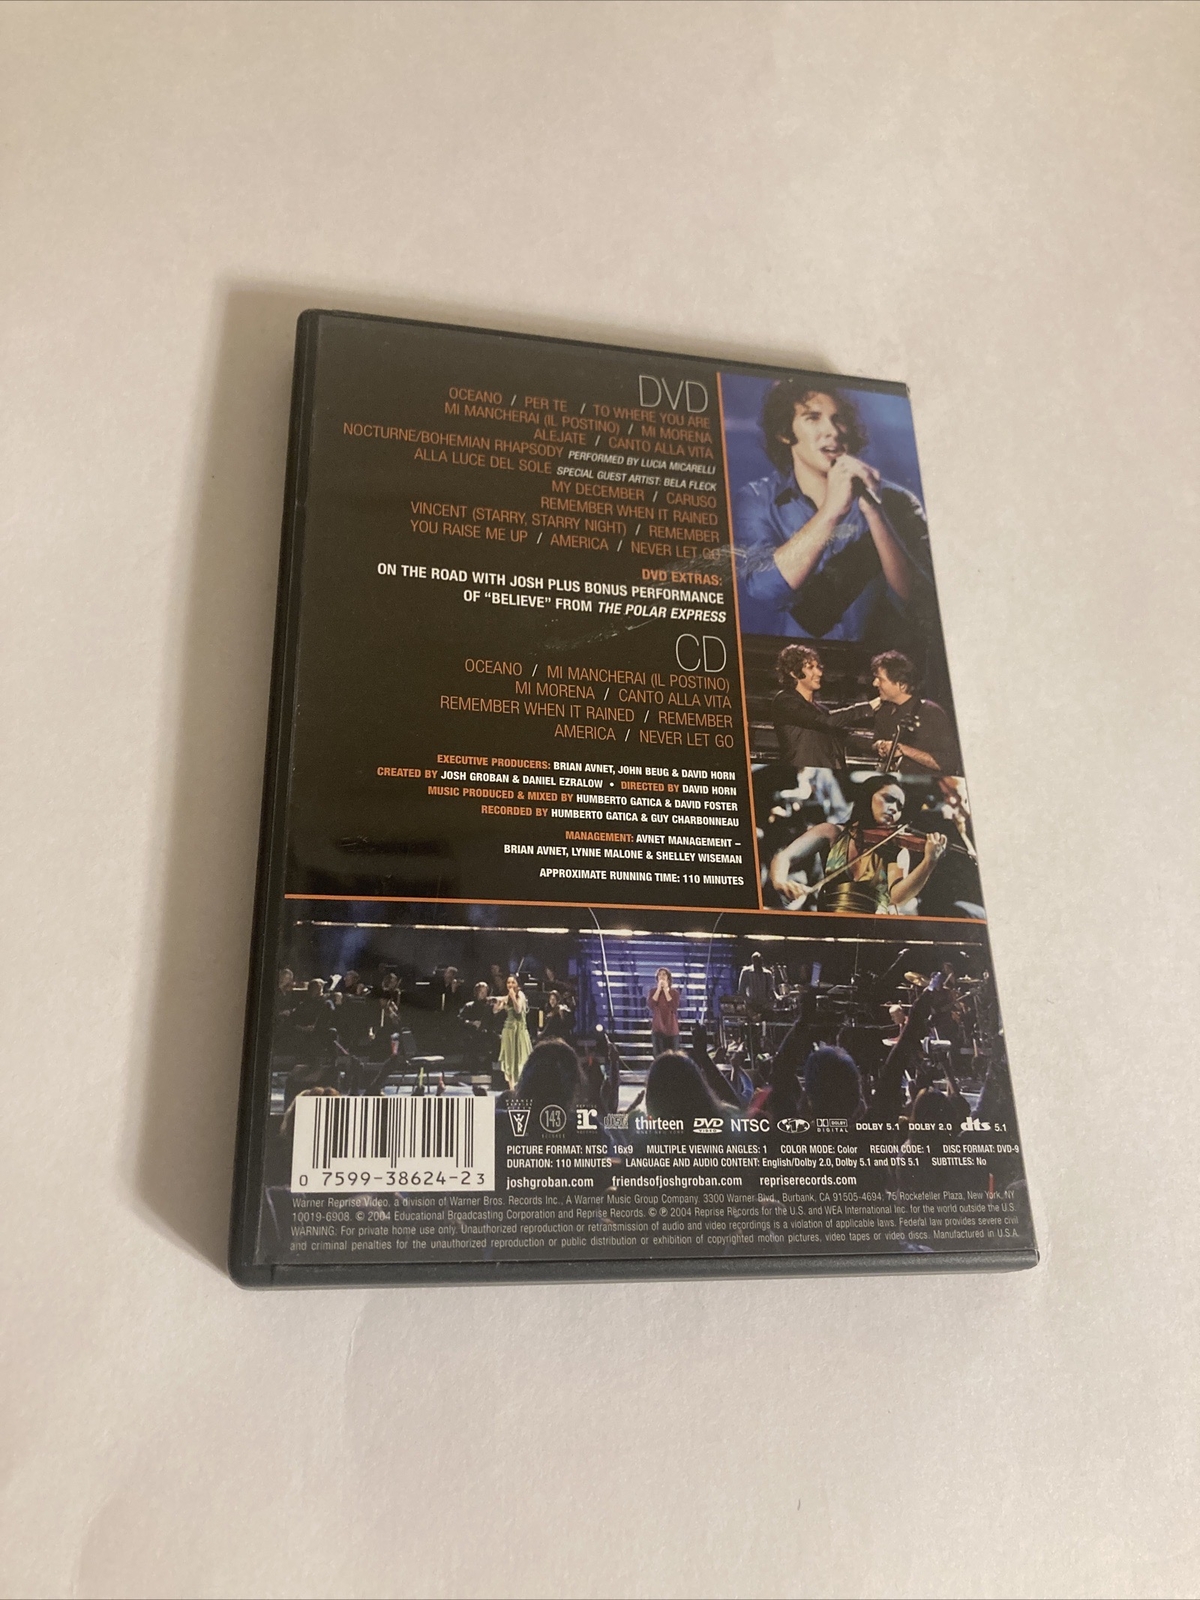 DVD
OCEANO / PER TE / TO WHERE YOU ARE
MI MANCHERAI (IL POSTINO) / MI MORENA
ALEJATE / CANTO ALLA VITA
NOCTURNE/BOHEMIAN RHAPSODY PERFORMED BY LUCIA MICARELLI
ALLA LUCE DEL SOLE SPECIAL GUEST ARTIST: BELA FLECK
MY DECEMBER / CARUSO
REMEMBER WHEN IT RAINED
VINCENT (STARRY, STARRY NIGHT) / REMEMBER
YOU RAISE ME UP / AMERICA / NEVER LET GO
DVD EXTRAS:
ON THE ROAD WITH JOSH PLUS BONUS PERFORMANCE
OF “BELIEVE” FROM THE POLAR EXPRESS
CD
OCEANO / MI MANCHERAI (IL POSTINO)
MI MORENA / CANTO ALLA VITA
REMEMBER WHEN IT RAINED / REMEMBER
AMERICA / NEVER LET GO
EXECUTIVE PRODUCERS: BRIAN AVNET, JOHN BEUG & DAVID HORN
CREATED BY JOSH GROBAN & DANIEL EZRALOW • DIRECTED BY DAVID HORN
MUSIC PRODUCED & MIXED BY HUMBERTO GATICA & DAVID FOSTER
RECORDED BY HUMBERTO GATICA & GUY CHARBONNEAU
MANAGEMENT: AVNET MANAGEMENT –
BRIAN AVNET, LYNNE MALONE & SHELLEY WISEMAN
APPROXIMATE RUNNING TIME: 110 MINUTES
143 r thirteen DVD VIDEO NTSC DOLBY DIGITAL DOLBY 5.1 DOLBY 2.0 dts 5.1
PICTURE FORMAT: NTSC 16x9 MULTIPLE VIEWING ANGLES: 1 COLOR MODE: Color REGION CODE: 1 DISC FORMAT: DVD-9
DURATION: 110 MINUTES LANGUAGE AND AUDIO CONTENT: English/Dolby 2.0, Dolby 5.1 and DTS 5.1 SUBTITLES: No
0 7599-38624-2 3
joshgroban.com friendsofjoshgroban.com repriserecords.com
Warner Reprise Video, a division of Warner Bros. Records Inc., A Warner Music Group Company. 3300 Warner Blvd., Burbank, CA 91505-4694; 75 Rockefeller Plaza, New York, NY
10019-6908. © 2004 Educational Broadcasting Corporation and Reprise Records. © ℗ 2004 Reprise Records for the U.S. and WEA International Inc. for the world outside the U.S.
WARNING: For private home use only. Unauthorized reproduction or retransmission of audio and video recordings is a violation of applicable laws. Federal law provides severe civil
and criminal penalties for the unauthorized reproduction or public distribution or exhibition of copyrighted motion pictures, video tapes or video discs. Manufactured in U.S.A.